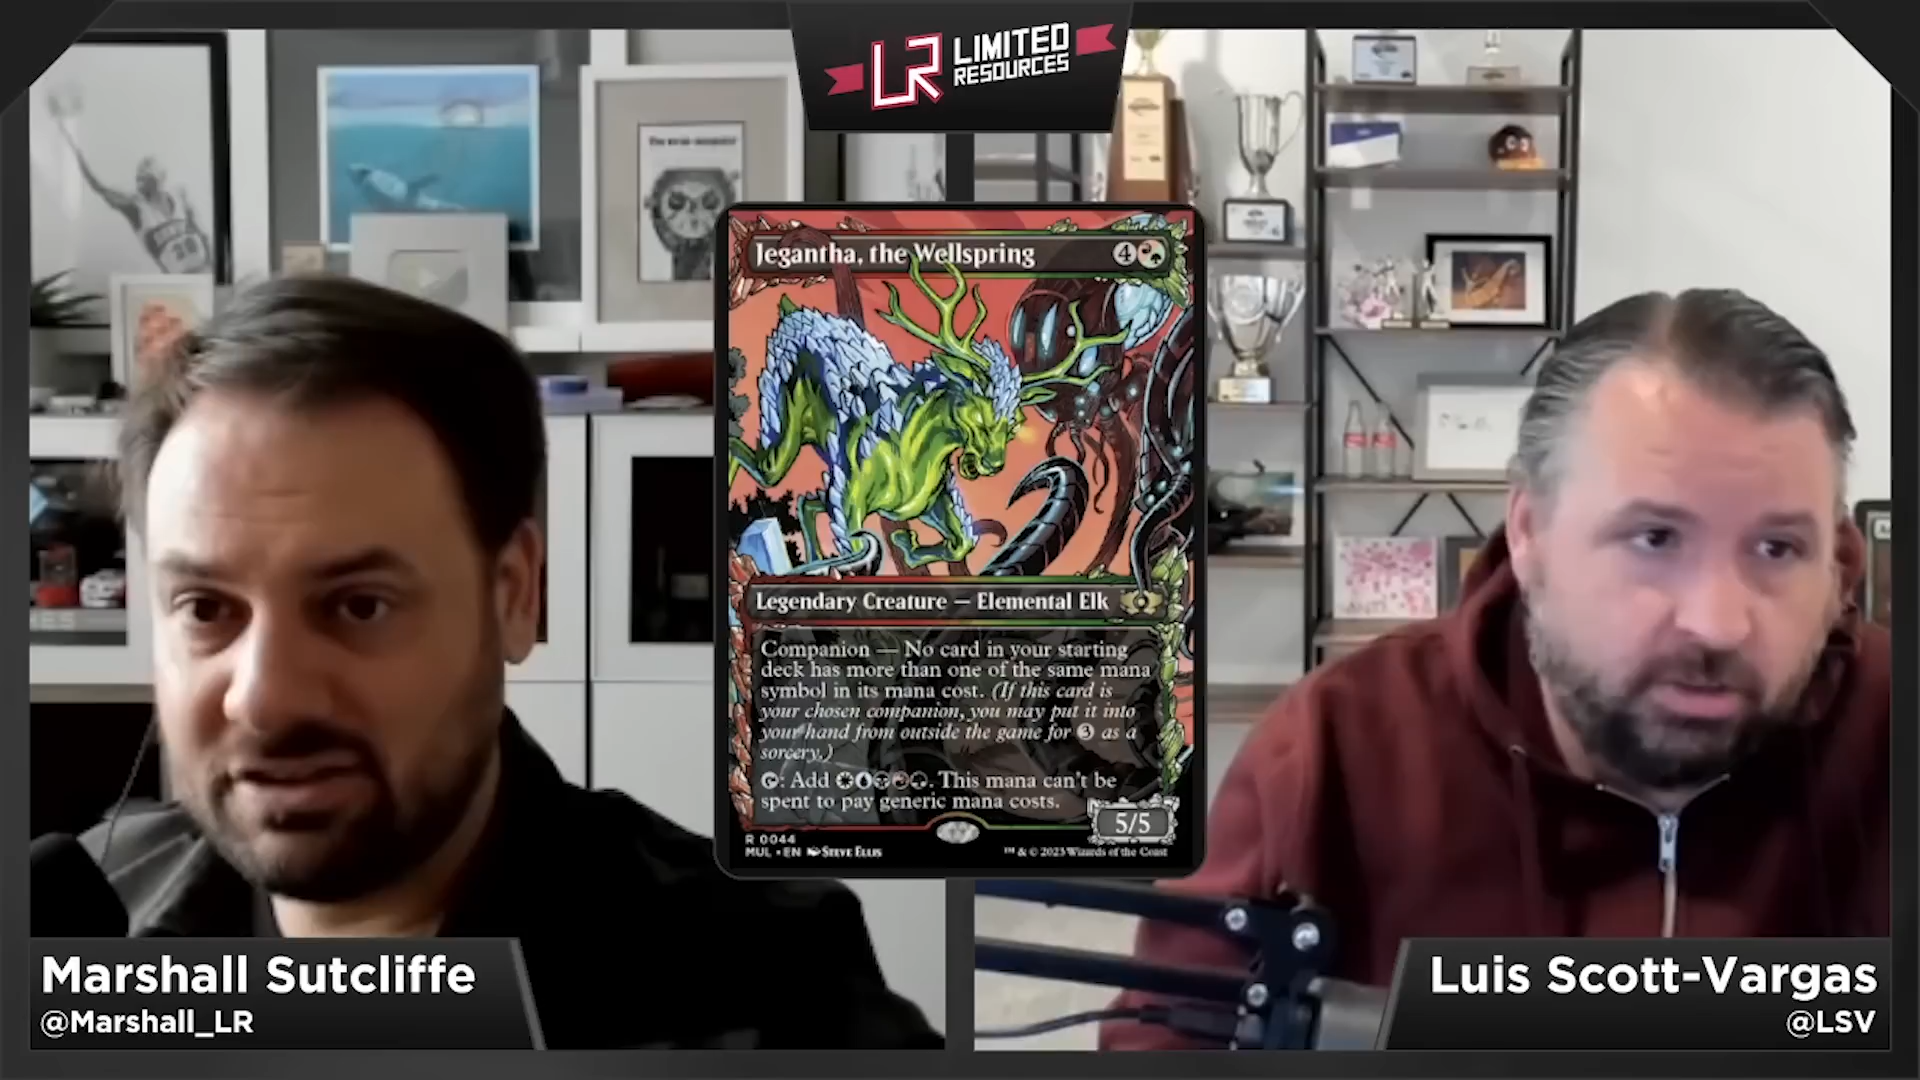 LR LIMITED
RESOURCES
Jegantha, the Wellspring 4
Legendary Creature — Elemental Elk
Companion — No card in your starting
deck has more than one of the same mana
symbol in its mana cost. (If this card is
your chosen companion, you may put it into
your hand from outside the game for 3 as a
sorcery.)
: Add . This mana can't be
spent to pay generic mana costs.
5/5
R 0044
MUL • EN Steve Ellis
™ & © 2023 Wizards of the Coast
Marshall Sutcliffe
@Marshall_LR
Luis Scott-Vargas
@LSV